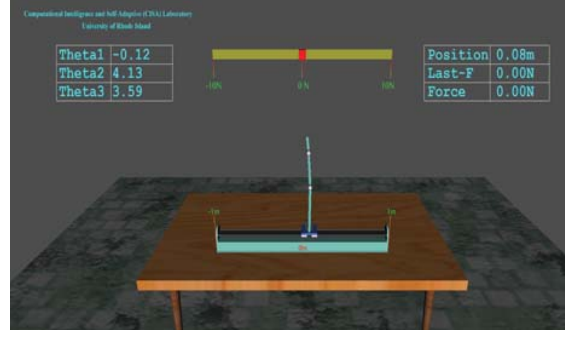 Computational Intelligence and Self Adaptive (CISA) Laboratory
University of Rhode Island
Theta1 -0.12
Theta2 4.13
Theta3 3.59
-10N 0 N 10N
Position 0.08m
Last-F 0.00N
Force 0.00N
-1m 1m
0m